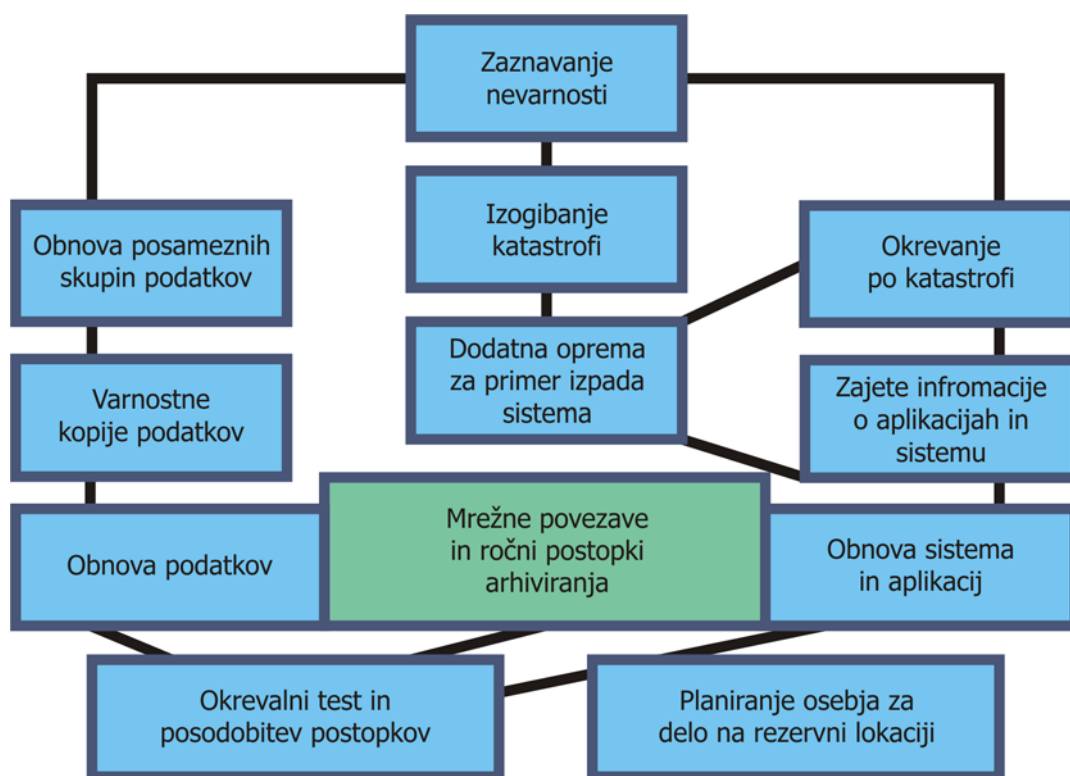 Zaznavanje
nevarnosti
Izogibanje
katastrofi
Obnova posameznih
skupin podatkov
Okrevanje
po katastrofi
Dodatna oprema
za primer izpada
sistema
Varnostne
kopije podatkov
Zajete infromacije
o aplikacijah in
sistemu
Obnova podatkov
Mrežne povezave
in ročni postopki
arhiviranja
Obnova sistema
in aplikacij
Okrevalni test in
posodobitev postopkov
Planiranje osebja za
delo na rezervni lokaciji